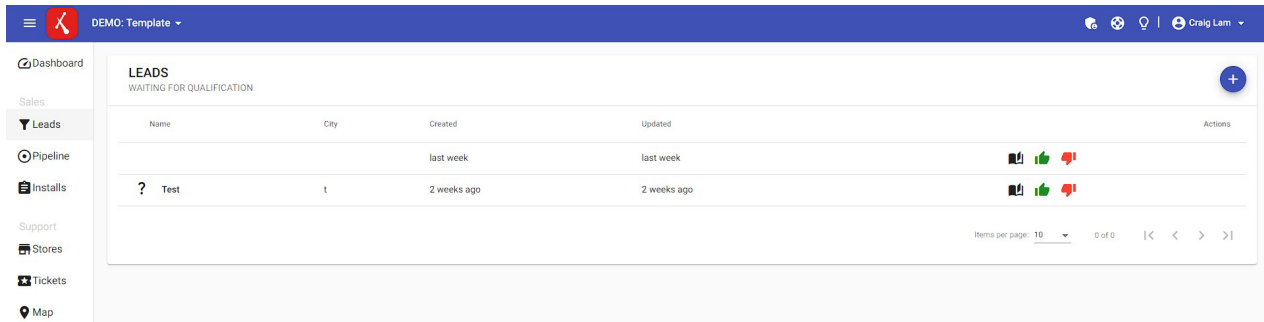 DEMO: Template
Craig Lam
Dashboard
Sales
Leads
Pipeline
Installs
Support
Stores
Tickets
Map
LEADS
WAITING FOR QUALIFICATION
Name City Created Updated Actions
last week last week
? Test t 2 weeks ago 2 weeks ago
Items per page: 10 0 of 0